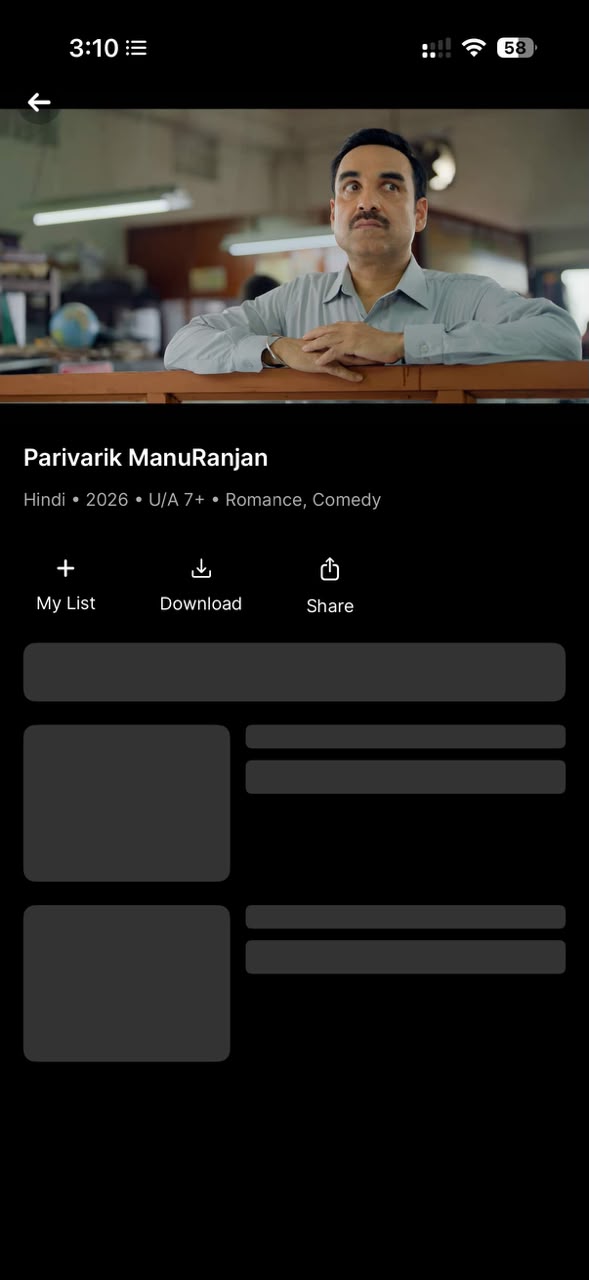 3:10
58
Parivarik ManuRanjan
Hindi • 2026 • U/A 7+ • Romance, Comedy
My List Download Share